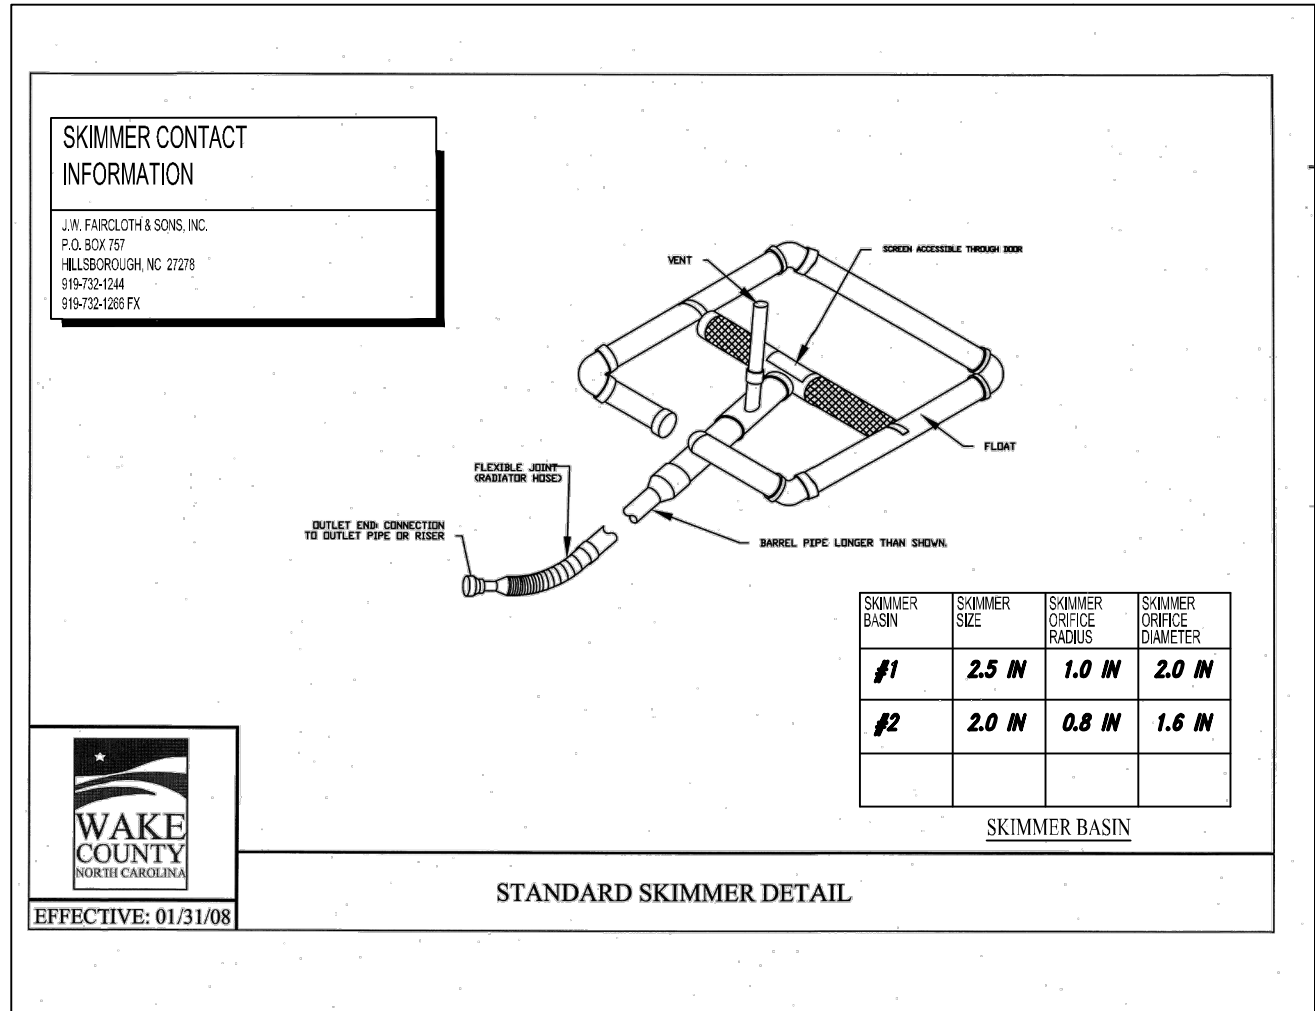 SKIMMER CONTACT
INFORMATION
J.W. FAIRCLOTH & SONS, INC.
P.O. BOX 757
HILLSBOROUGH, NC 27278
919-732-1244
919-732-1266 FX
VENT
SCREEN ACCESSIBLE THROUGH DOOR
FLOAT
FLEXIBLE JOINT
(RADIATOR HOSE)
OUTLET END: CONNECTION
TO OUTLET PIPE OR RISER
BARREL PIPE LONGER THAN SHOWN.
SKIMMER BASIN
SKIMMER SIZE
SKIMMER ORIFICE RADIUS
SKIMMER ORIFICE DIAMETER
#1 2.5 IN 1.0 IN 2.0 IN
#2 2.0 IN 0.8 IN 1.6 IN
SKIMMER BASIN
WAKE
COUNTY
NORTH CAROLINA
EFFECTIVE: 01/31/08
STANDARD SKIMMER DETAIL